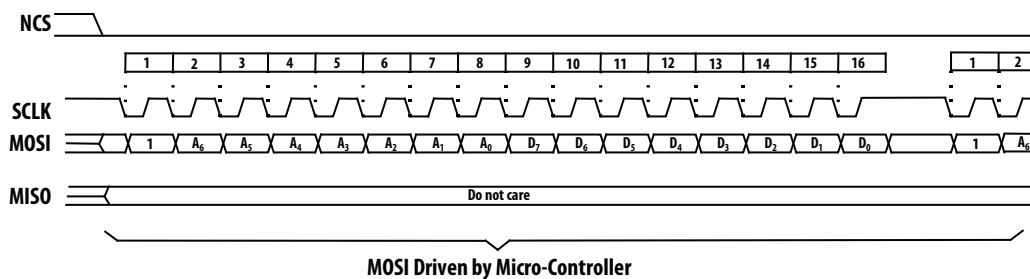 NCS
1 2 3 4 5 6 7 8 9 10 11 12 13 14 15 16 1 2
SCLK
MOSI 1 A6 A5 A4 A3 A2 A1 A0 D7 D6 D5 D4 D3 D2 D1 D0 1 A6
MISO Do not care
MOSI Driven by Micro-Controller